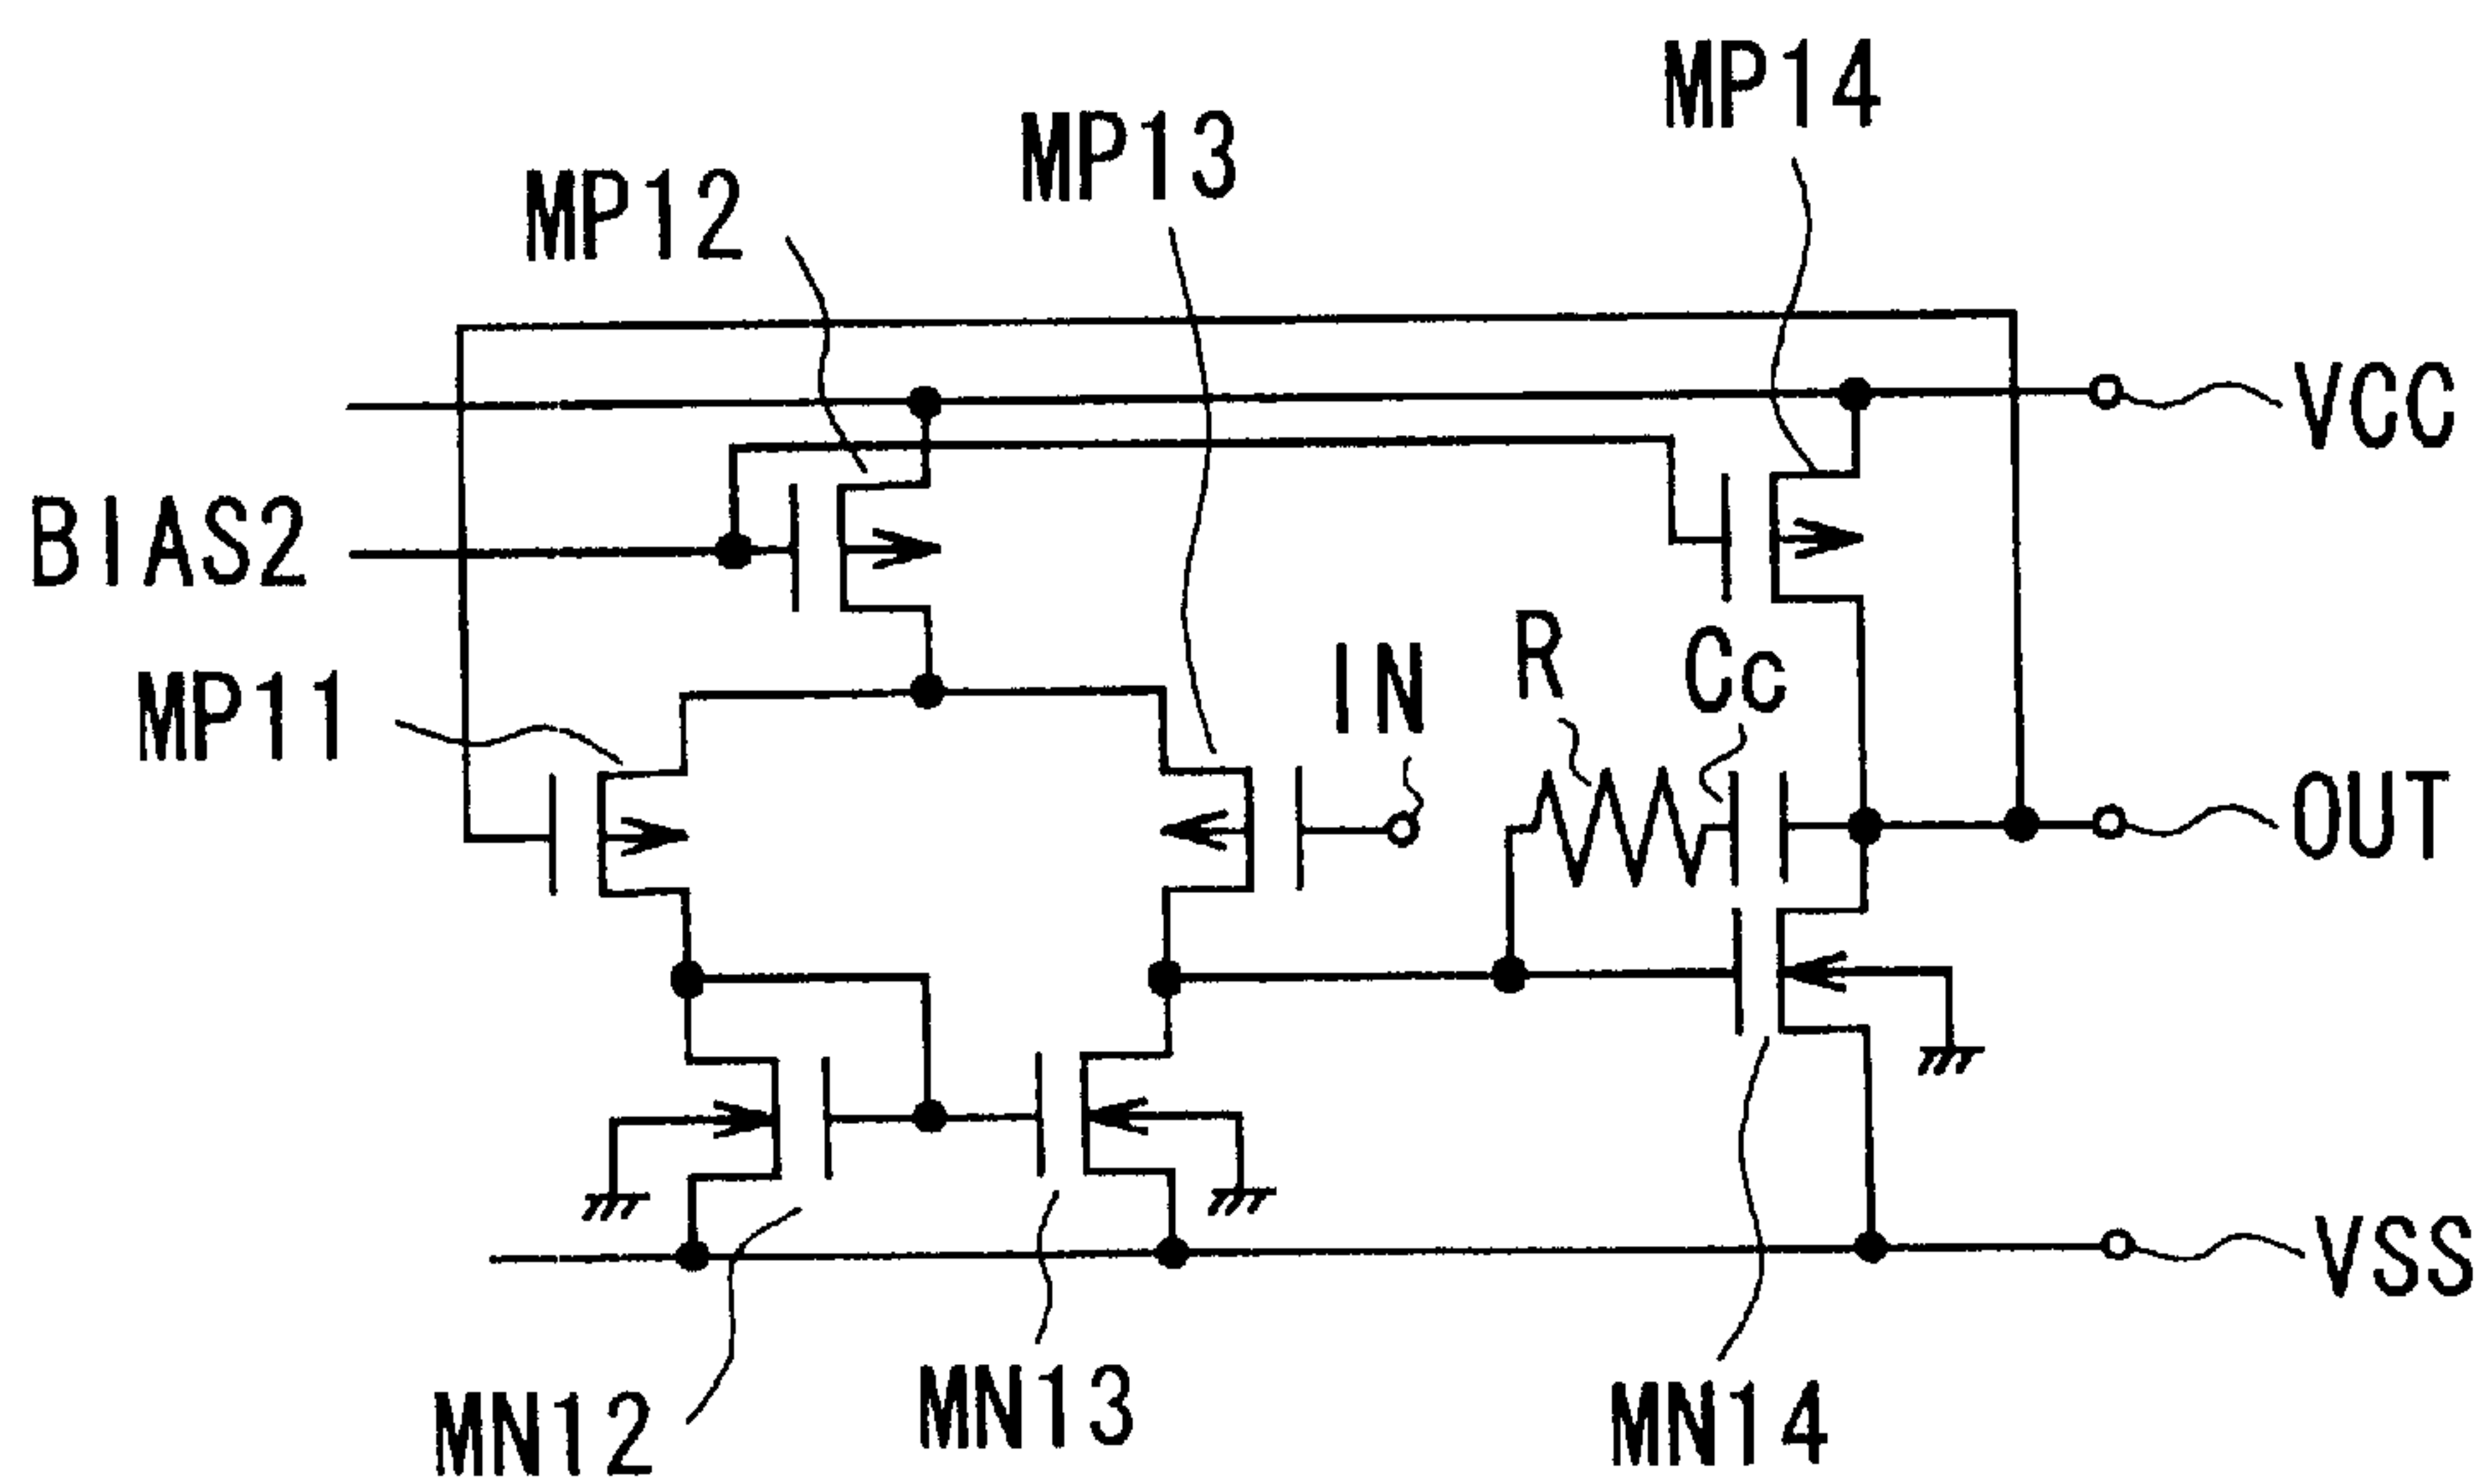 MP14
MP13
MP12
VCC
BIAS2
R
Cc
IN
MP11
OUT
VSS
MN13
MN14
MN12